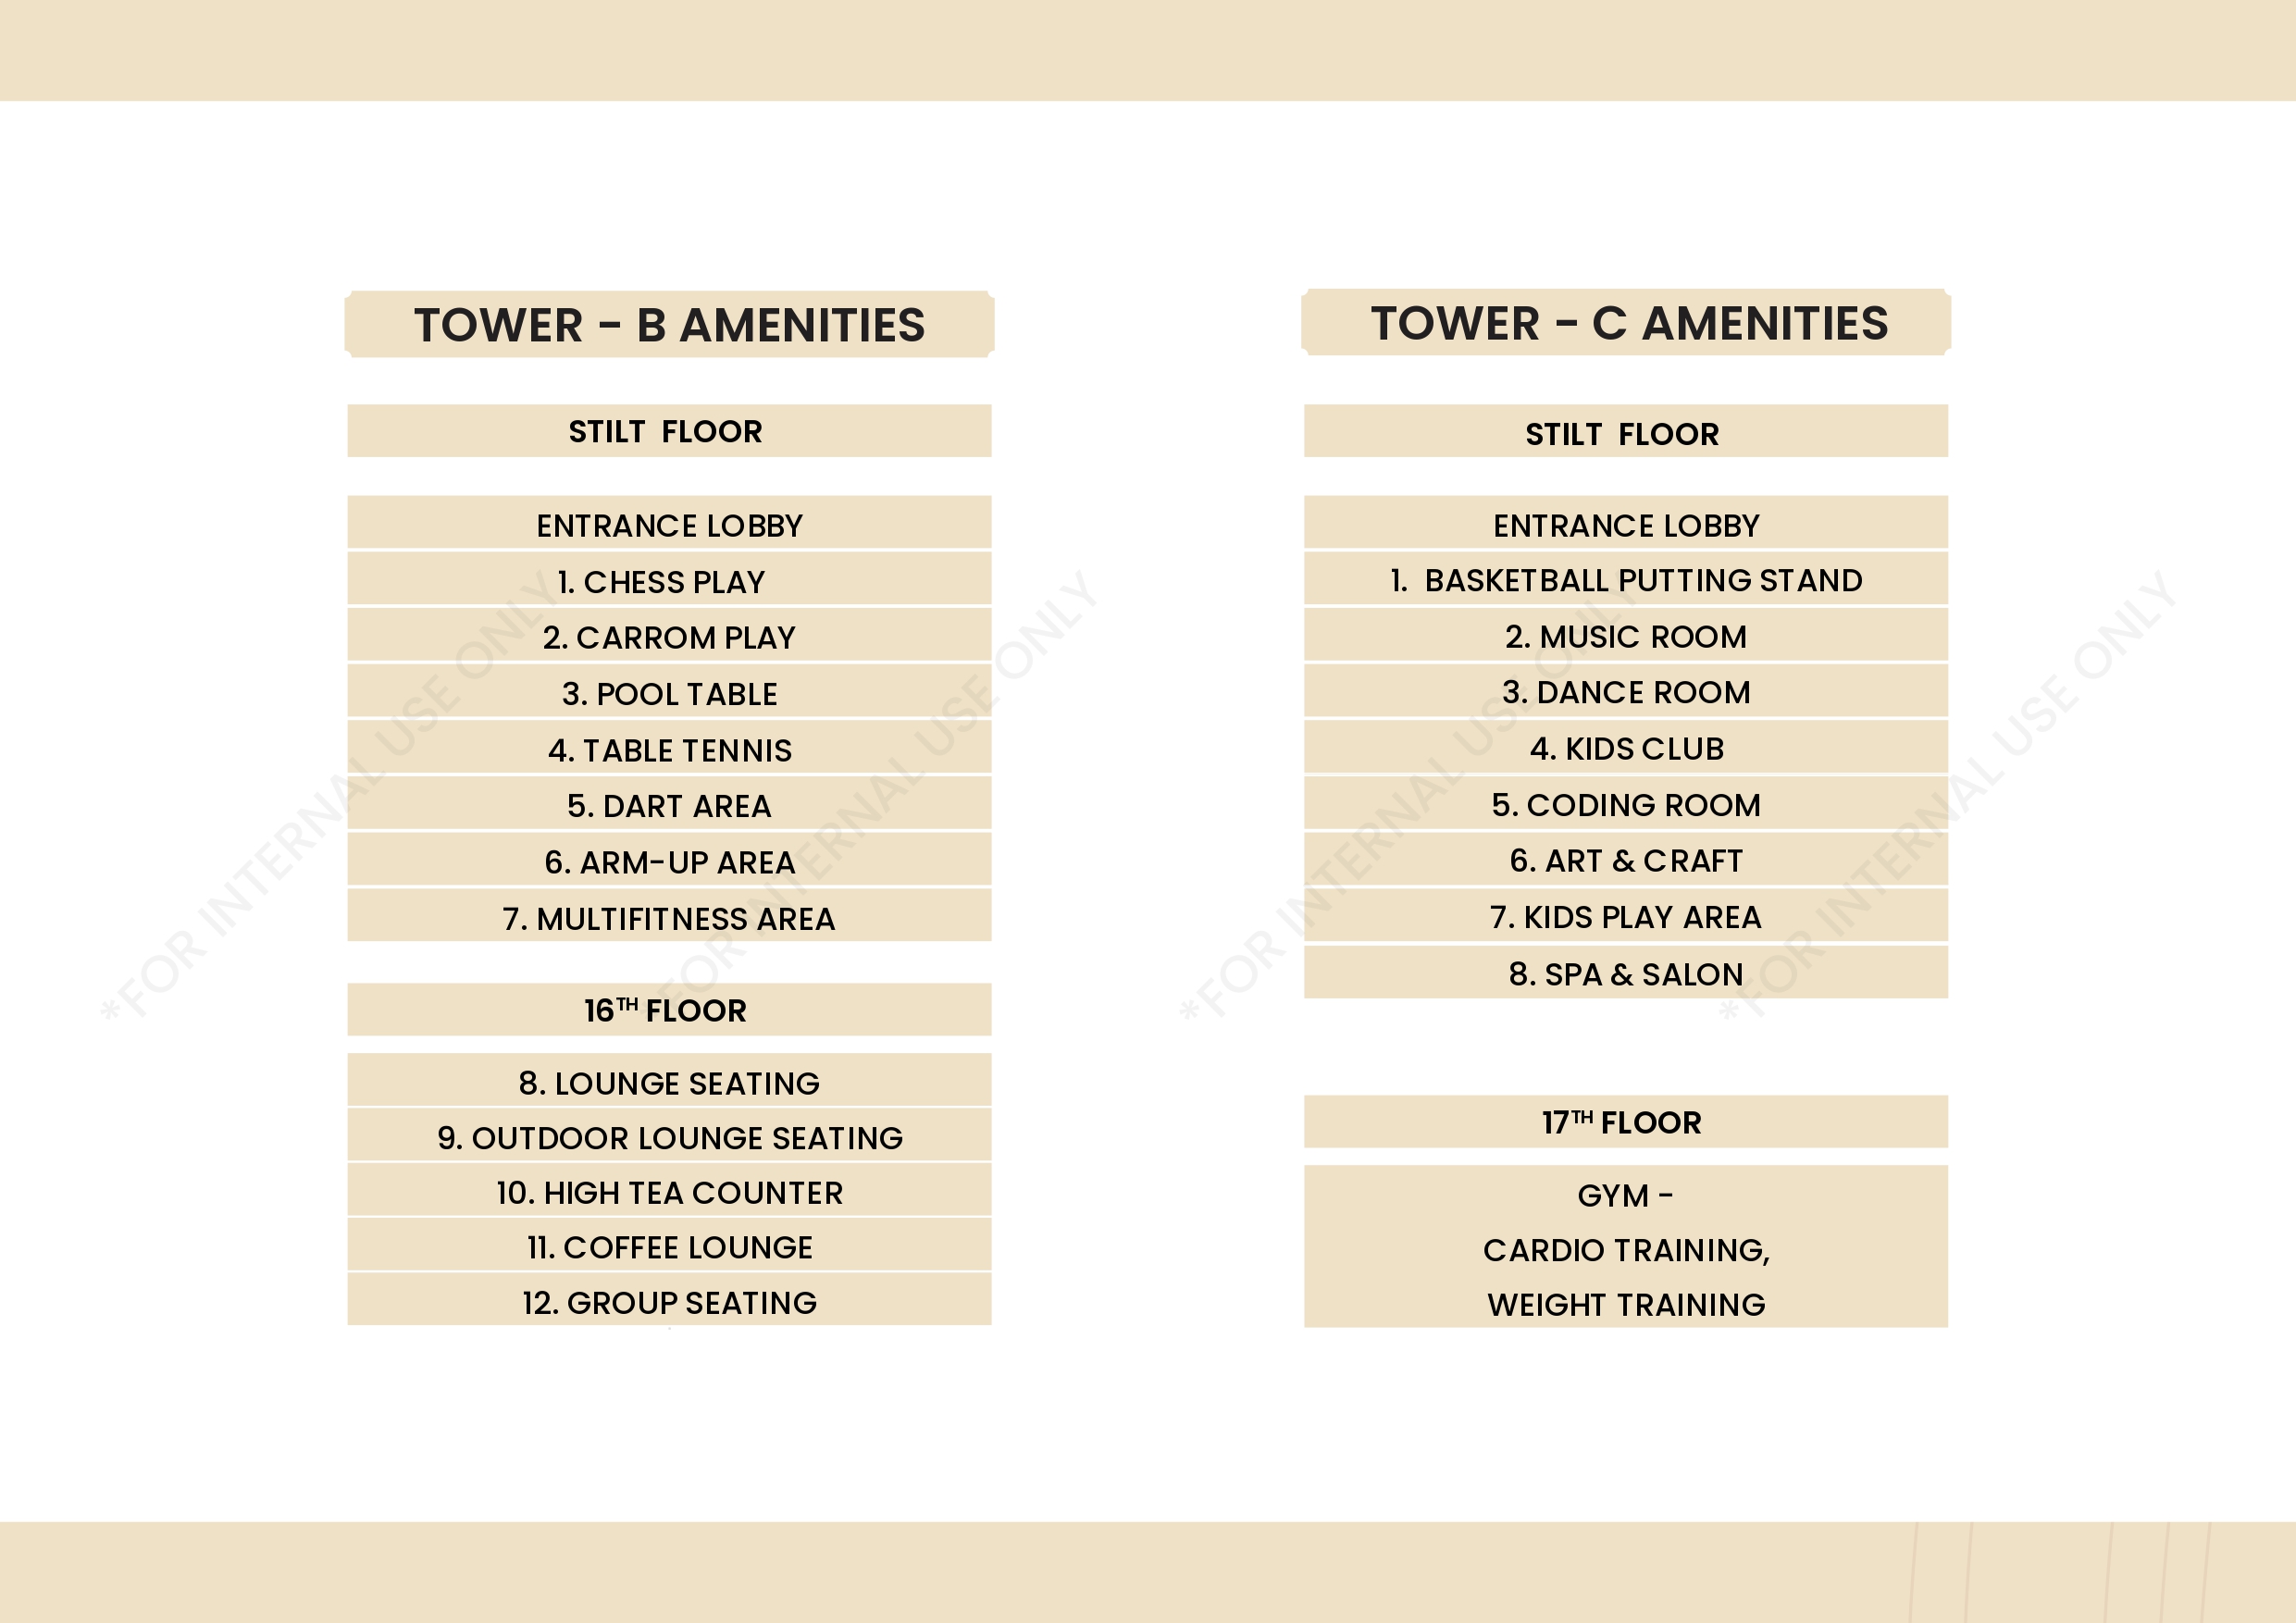 TOWER - B AMENITIES
STILT FLOOR
ENTRANCE LOBBY
1. CHESS PLAY
2. CARROM PLAY
3. POOL TABLE
4. TABLE TENNIS
5. DART AREA
6. ARM-UP AREA
7. MULTIFITNESS AREA
16TH FLOOR
8. LOUNGE SEATING
9. OUTDOOR LOUNGE SEATING
10. HIGH TEA COUNTER
11. COFFEE LOUNGE
12. GROUP SEATING
TOWER - C AMENITIES
STILT FLOOR
ENTRANCE LOBBY
1. BASKETBALL PUTTING STAND
2. MUSIC ROOM
3. DANCE ROOM
4. KIDS CLUB
5. CODING ROOM
6. ART & CRAFT
7. KIDS PLAY AREA
8. SPA & SALON
17TH FLOOR
GYM -
CARDIO TRAINING,
WEIGHT TRAINING
*FOR INTERNAL USE ONLY
FOR INTERNAL USE ONLY
*FOR INTERNAL USE ONLY
*FOR INTERNAL USE ONLY